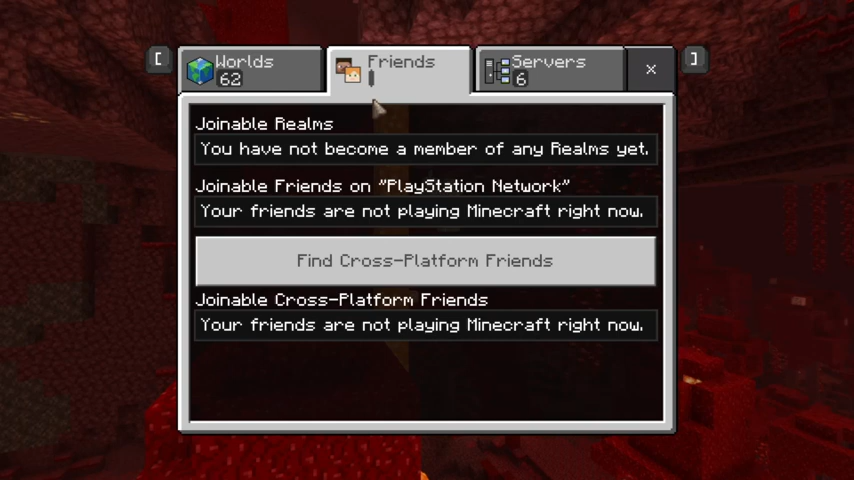 [
Worlds
62
Friends
Servers
6
]
Joinable Realms
You have not become a member of any Realms yet.
Joinable Friends on "PlayStation Network"
Your friends are not playing Minecraft right now.
Find Cross-Platform Friends
Joinable Cross-Platform Friends
Your friends are not playing Minecraft right now.